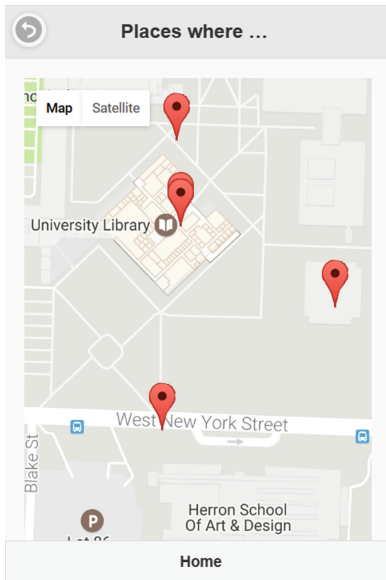 Places where …
Map Satellite
University Library
West New York Street
Blake St
Herron School
Of Art & Design
P
Home